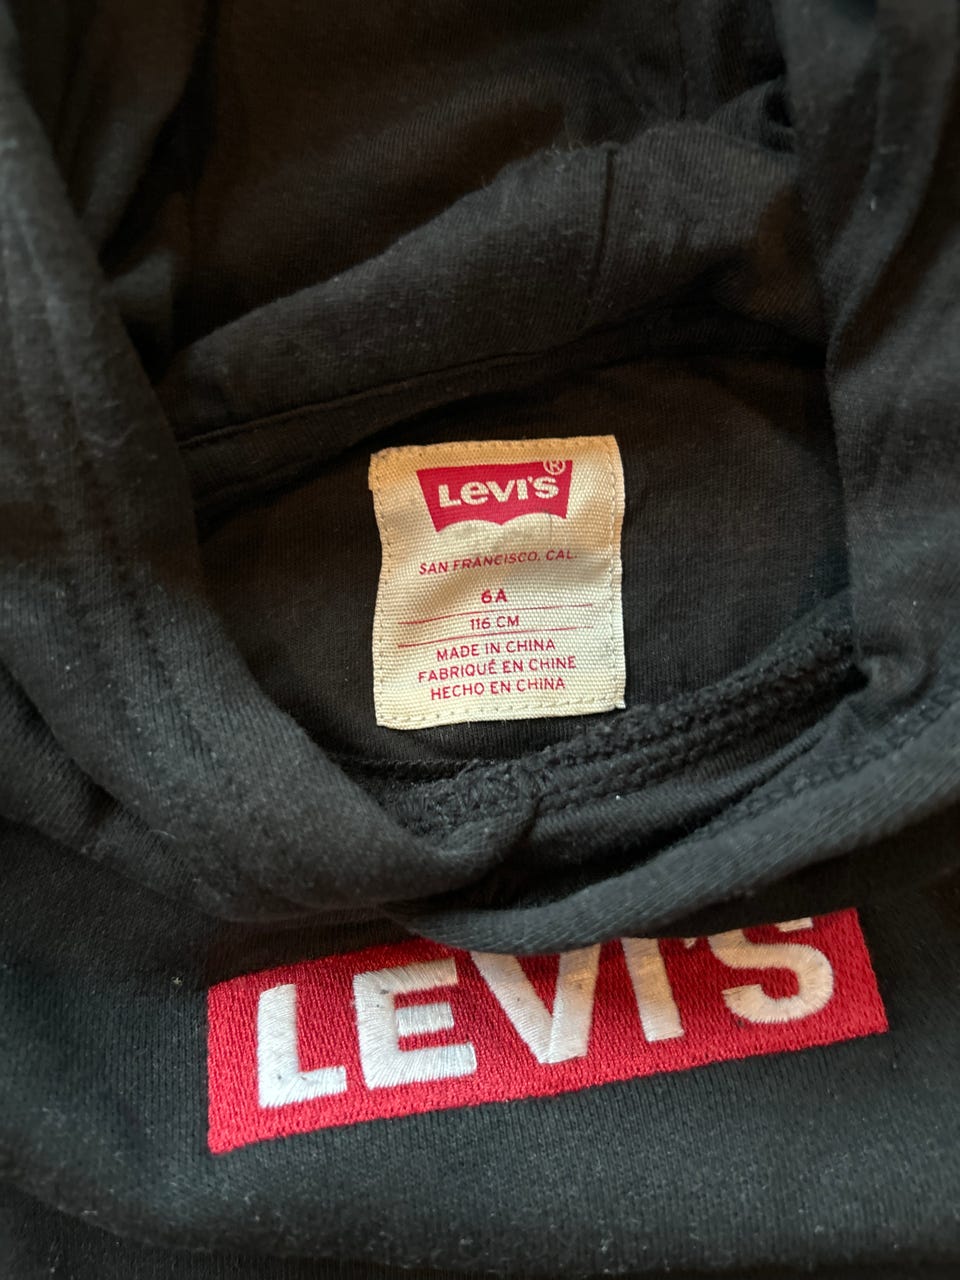 LEVI'S®
SAN FRANCISCO, CAL.
6A
116 CM
MADE IN CHINA
FABRIQUÉ EN CHINE
HECHO EN CHINA
LEVI'S